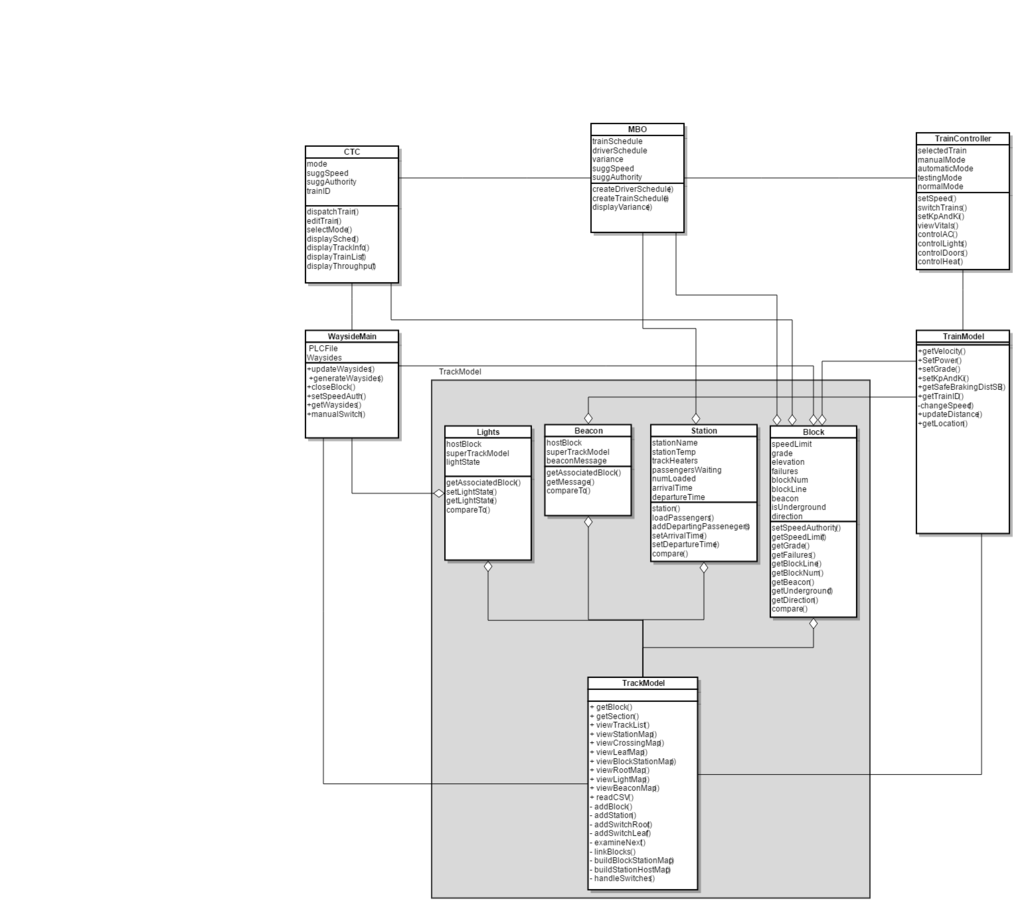 MBO
trainSchedule
driverSchedule
variance
suggSpeed
suggAuthority
createDriverSchedule()
createTrainSchedule()
displayVariance()
TrainController
selectedTrain
manualMode
automaticMode
testingMode
normalMode
setSpeed()
switchTrains()
setKpAndKi()
viewVitals()
controlAC()
controlLights()
controlDoors()
controlHeat()
CTC
mode
suggSpeed
suggAuthority
trainID
dispatchTrain()
editTrain()
selectMode()
displaySched()
displayTrackInfo()
displayTrainList()
displayThroughput()
WaysideMain
PLCFile
Waysides
+updateWaysides()
+generateWaysides()
+closeBlock()
+setSpeedAuth()
+getWaysides()
+manualSwitch()
TrainModel
+getVelocity()
+SetPower()
+setGrade()
+setKpAndKi()
+getSafeBrakingDistSB()
+getTrainID()
-changeSpeed()
+updateDistance()
+getLocation()
TrackModel
Lights
hostBlock
superTrackModel
lightState
getAssociatedBlock()
setLightState()
getLightState()
compareTo()
Beacon
hostBlock
superTrackModel
beaconMessage
getAssociatedBlock()
getMessage()
compareTo()
Station
stationName
stationTemp
trackHeaters
passengersWaiting
numLoaded
arrivalTime
departureTime
station()
loadPassengers()
addDepartingPassenegers()
setArrivalTime()
setDepartureTime()
compare()
Block
speedLimit
grade
elevation
failures
blockNum
blockLine
beacon
isUnderground
direction
setSpeedAuthority()
getSpeedLimit()
getGrade()
getFailures()
getBlockLine()
getBlockNum()
getBeacon()
getUnderground()
getDirection()
compare()
TrackModel
+ getBlock()
+ getSection()
+ viewTrackList()
+ viewStationMap()
+ viewCrossingMap()
+ viewLeafMap()
+ viewBlockStationMap()
+ viewRootMap()
+ viewLightMap()
+ viewBeaconMap()
+ readCSV()
- addBlock()
- addStation()
- addSwitchRoot()
- addSwitchLeaf()
- examineNext()
- linkBlocks()
- buildBlockStationMap()
- buildStationHostMap()
- handleSwitches()